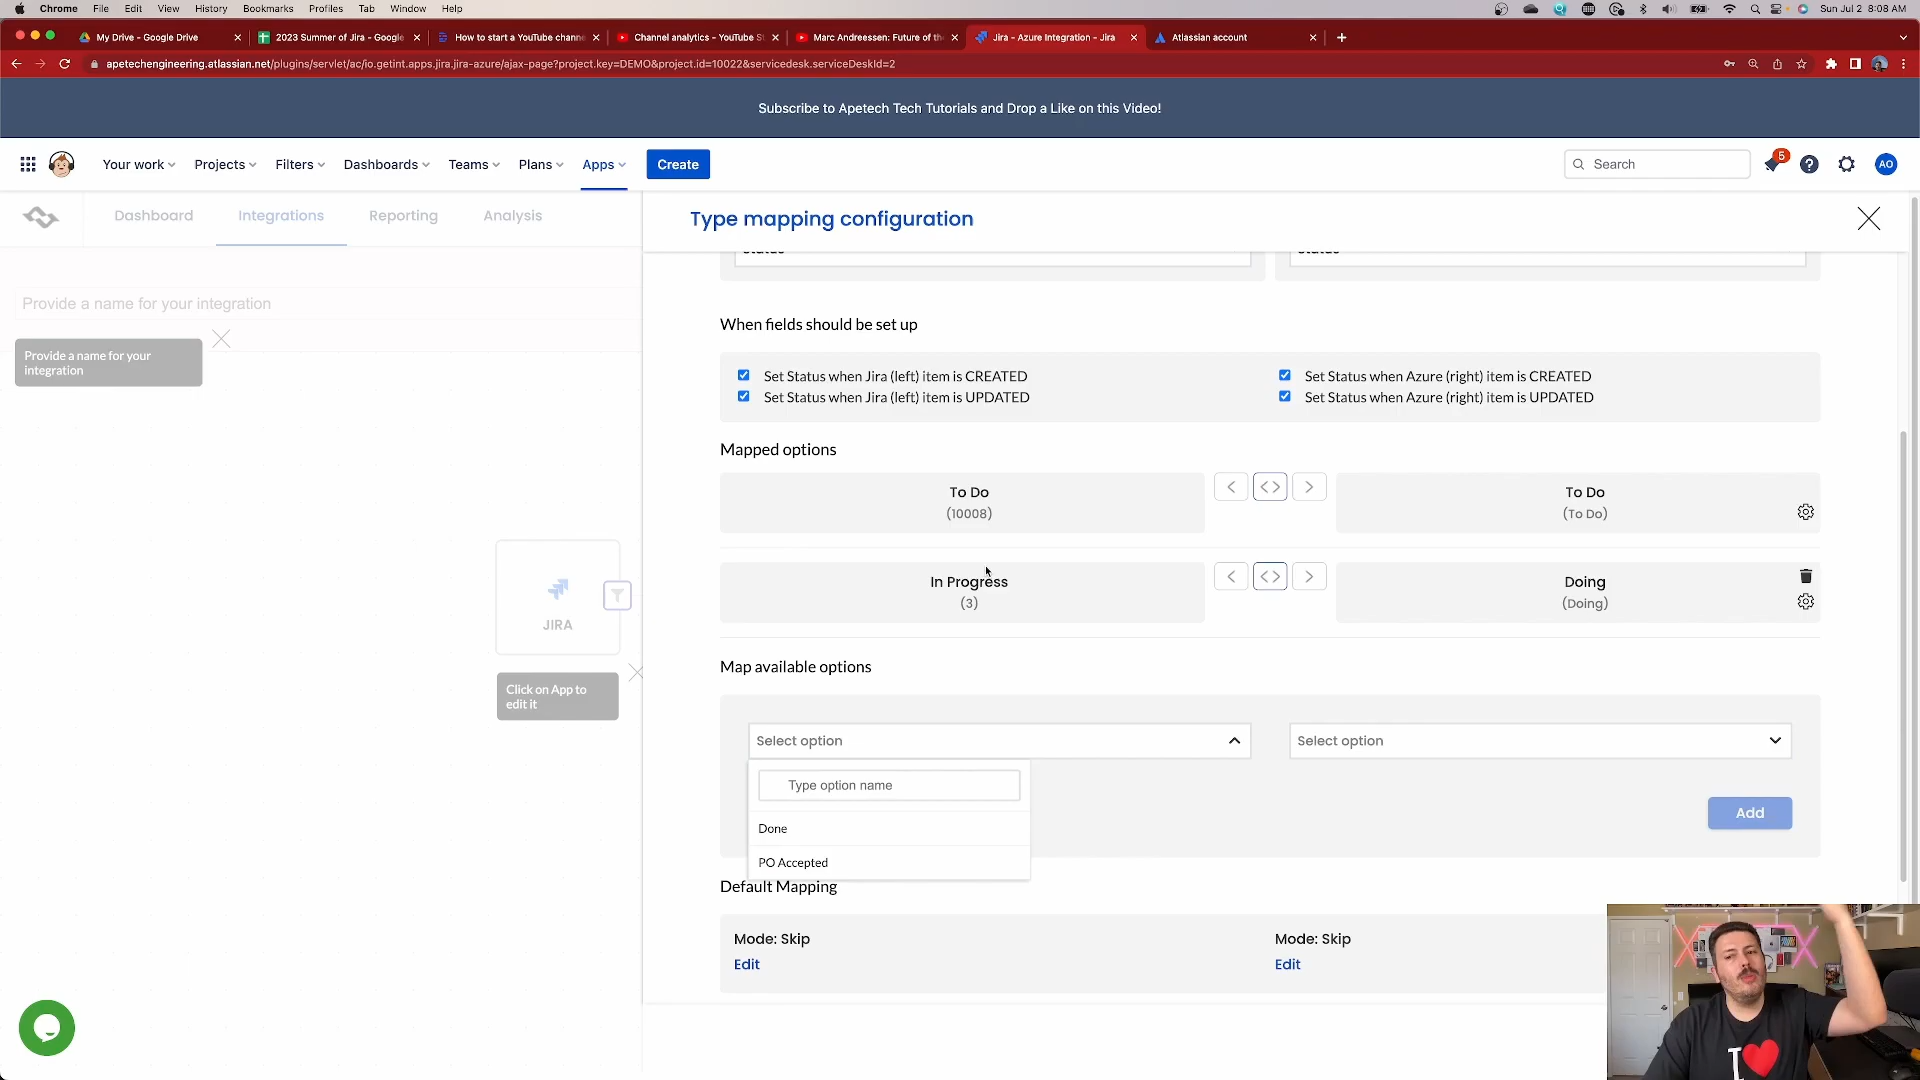 Chrome File Edit View History Bookmarks Profiles Tab Window Help
Sun Jul 2 8:08 AM
My Drive - Google Drive
2023 Summer of Jira - Google
How to start a YouTube chann
Channel analytics - YouTube S
Marc Andreessen: Future of th
Jira - Azure Integration - Jira
Atlassian account
apetechengineering.atlassian.net/plugins/servlet/ac/io.getint.apps.jira.jira-azure/ajax-page?project.key=DEMO&project.id=10022&servicedesk.serviceDeskId=2
Subscribe to Apetech Tech Tutorials and Drop a Like on this Video!
Your work Projects Filters Dashboards Teams Plans Apps Create
Search
5
AO
Dashboard Integrations Reporting Analysis
Type mapping configuration
Status Status
Provide a name for your integration
Provide a name for your
integration
When fields should be set up
Set Status when Jira (left) item is CREATED
Set Status when Azure (right) item is CREATED
Set Status when Jira (left) item is UPDATED
Set Status when Azure (right) item is UPDATED
Mapped options
To Do
(10008)
To Do
(To Do)
In Progress
(3)
Doing
(Doing)
JIRA
Click on App to
edit it
Map available options
Select option
Select option
Type option name
Done
PO Accepted
Add
Default Mapping
Mode: Skip
Edit
Mode: Skip
Edit
I